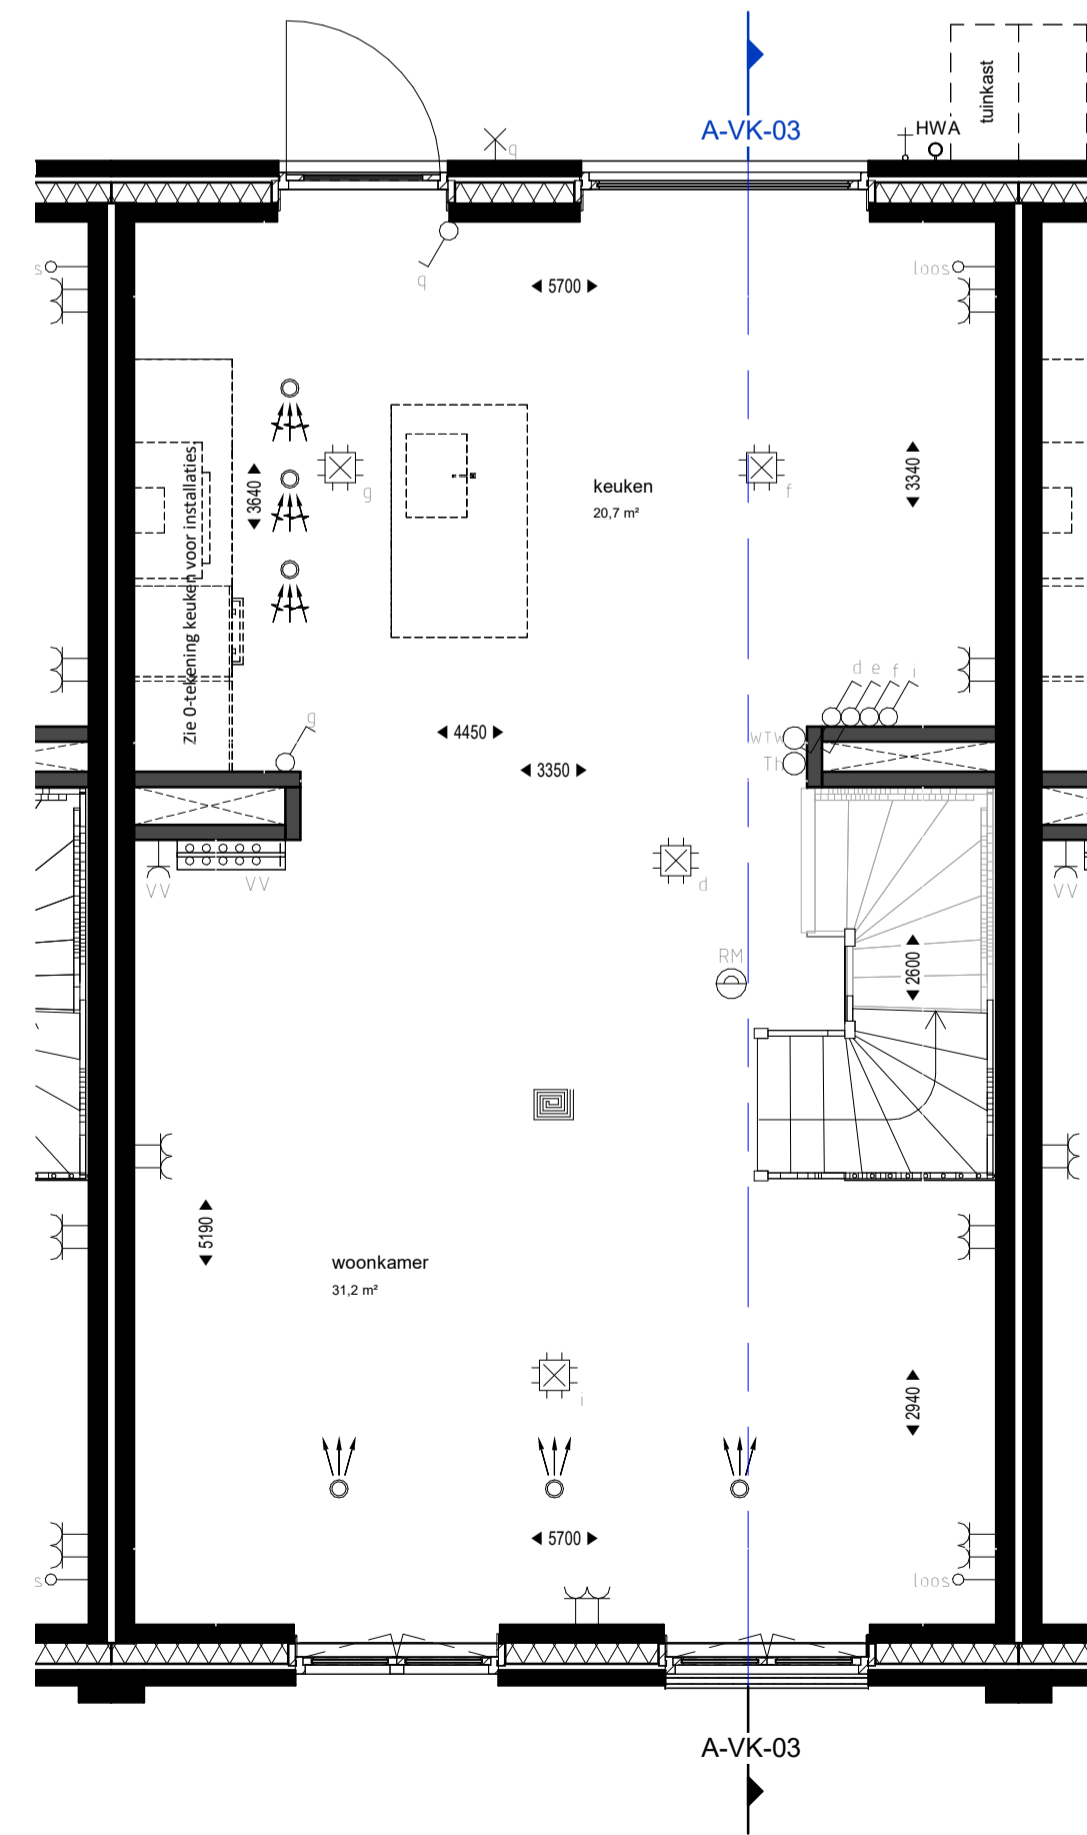 tuinkast
A-VK-03
HWA
q
q
s
loos
5700
g
f
keuken
20,7 m²
3640
3340
Zie 0-tekening keuken voor installaties
d e f i
g
4450
WTW
3350
Th
VV
VV
d
VV
RM
2600
5190
woonkamer
31,2 m²
i
2940
5700
s
loos
A-VK-03